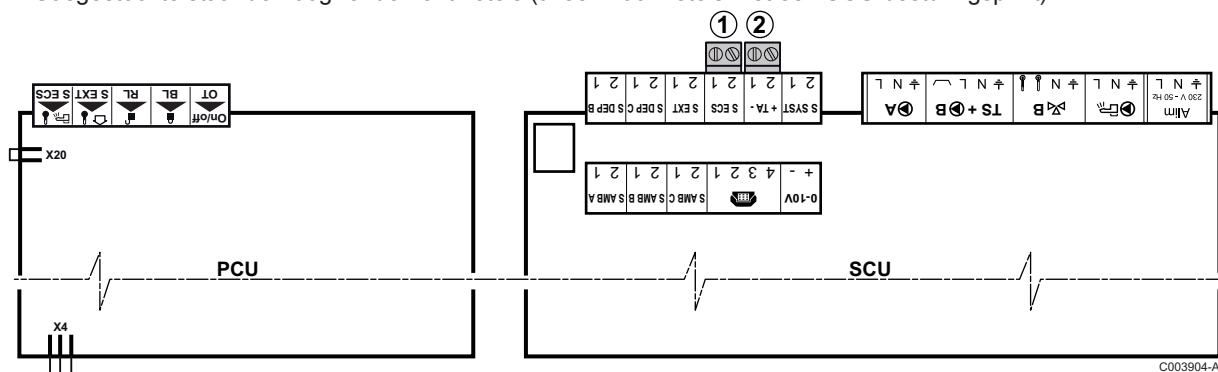 1 2
S ECS S EXT RL BL OT
On/off
1 2 1 2 1 2 1 2 1 2 1 2
S DEP B S DEP C S EXT S ECS + TA - S SYST
L N L N N L N L N
A TS + B B Alim
230 V - 50 Hz
X20
1 2 1 2 1 2 1 2 3 4 - +
S AMB A S AMB B S AMB C 0-10V
PCU SCU
X4
C003904-A